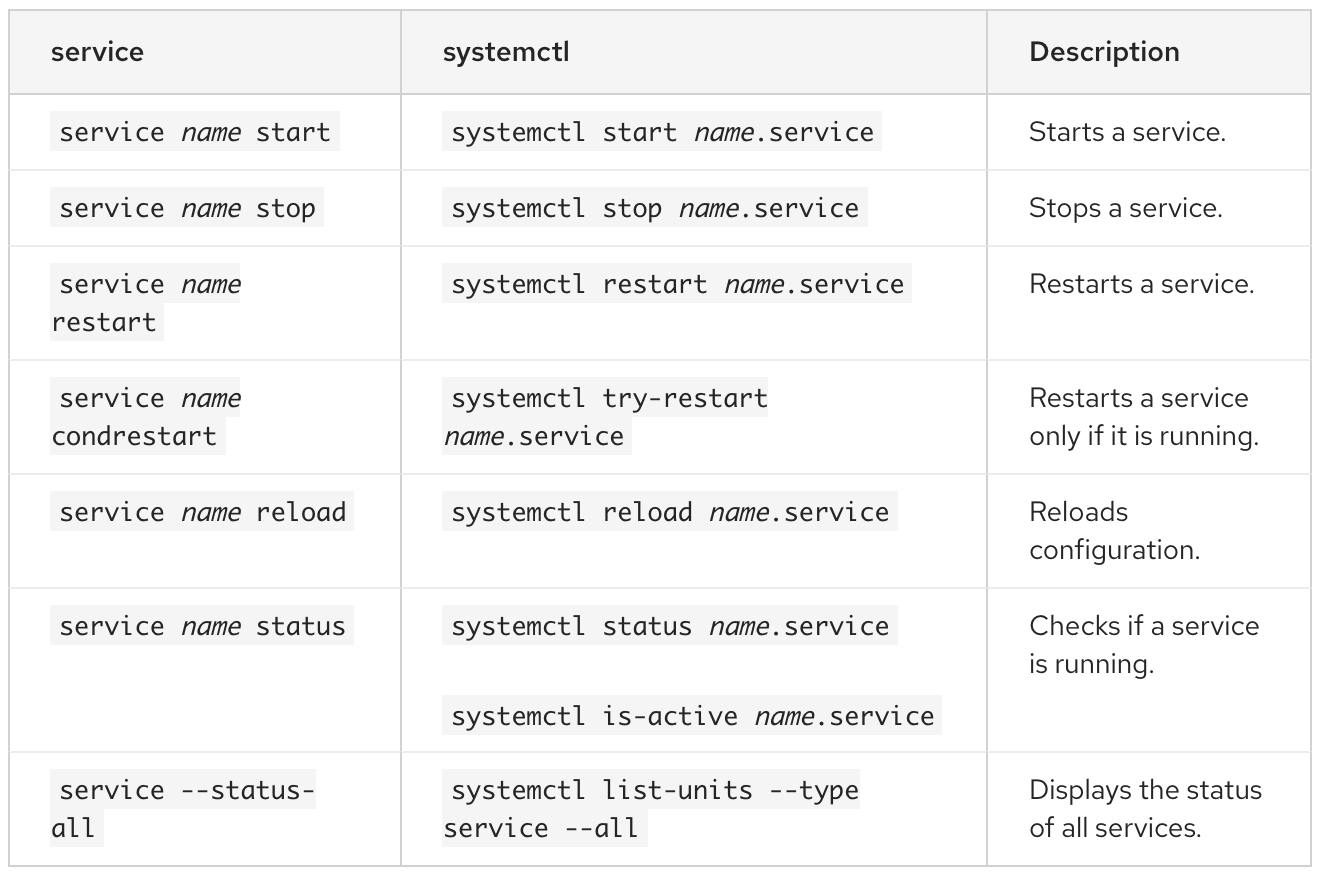 service systemctl Description
service name start systemctl start name.service Starts a service.
service name stop systemctl stop name.service Stops a service.
service name systemctl restart name.service Restarts a service.
restart
service name systemctl try-restart Restarts a service
condrestart name.service only if it is running.
service name reload systemctl reload name.service Reloads
configuration.
service name status systemctl status name.service Checks if a service
is running.
systemctl is-active name.service
service --status- systemctl list-units --type Displays the status
all service --all of all services.